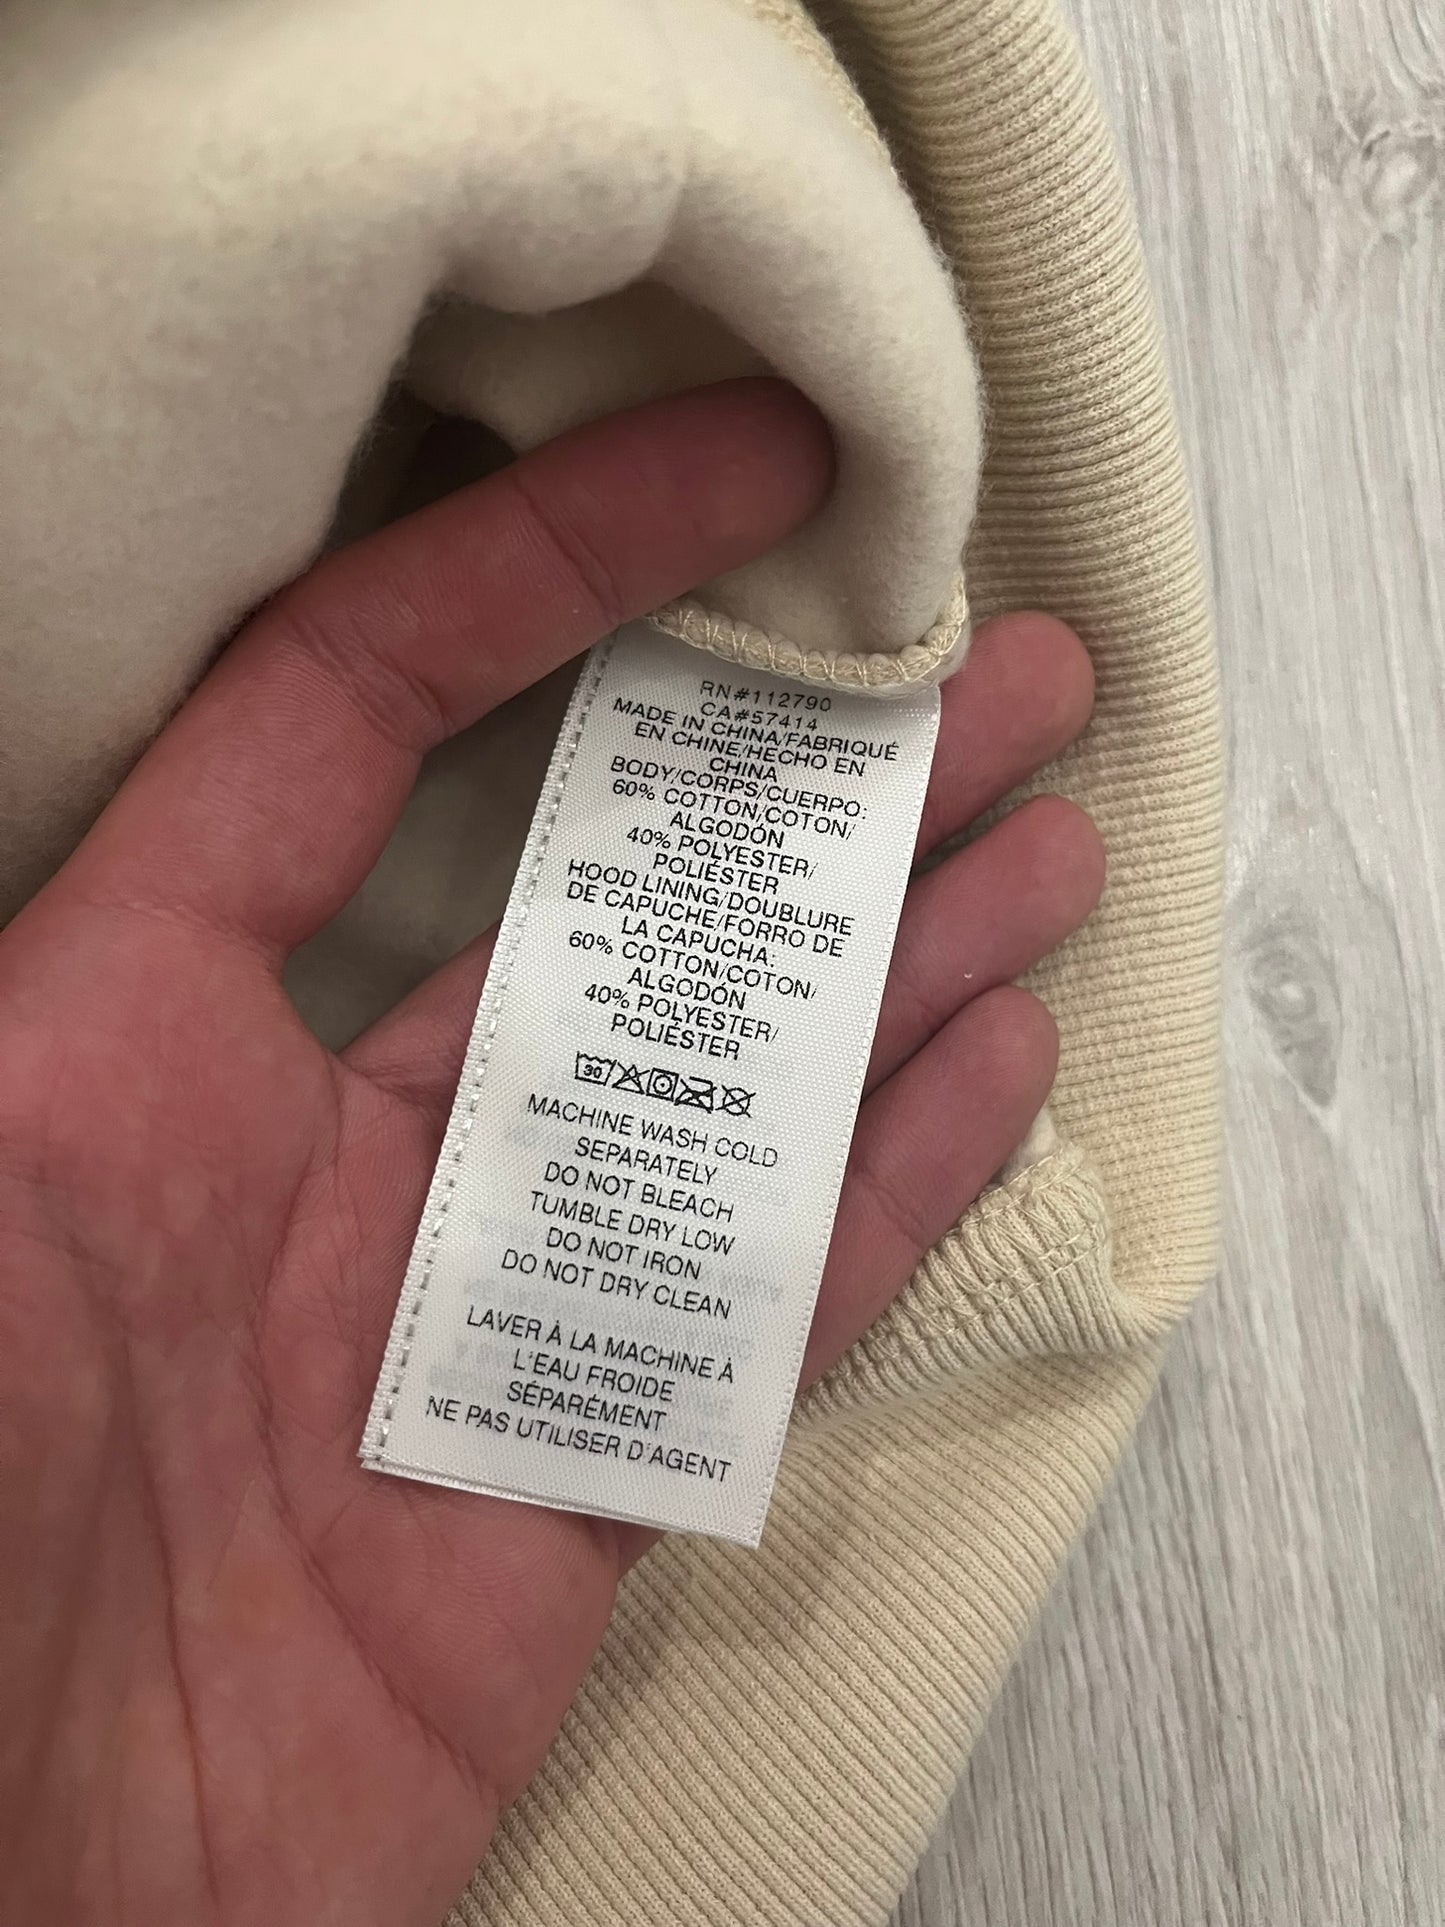 RN#112790
CA#57414
MADE IN CHINA/FABRIQUÉ
EN CHINE/HECHO EN
CHINA
BODY/CORPS/CUERPO:
60% COTTON/COTON/
ALGODÓN
40% POLYESTER/
POLIÉSTER
HOOD LINING/DOUBLURE
DE CAPUCHE/FORRO DE
LA CAPUCHA:
60% COTTON/COTON/
ALGODÓN
40% POLYESTER/
POLIÉSTER
30
MACHINE WASH COLD
SEPARATELY
DO NOT BLEACH
TUMBLE DRY LOW
DO NOT IRON
DO NOT DRY CLEAN
LAVER À LA MACHINE À
L'EAU FROIDE
SÉPARÉMENT
NE PAS UTILISER D'AGENT